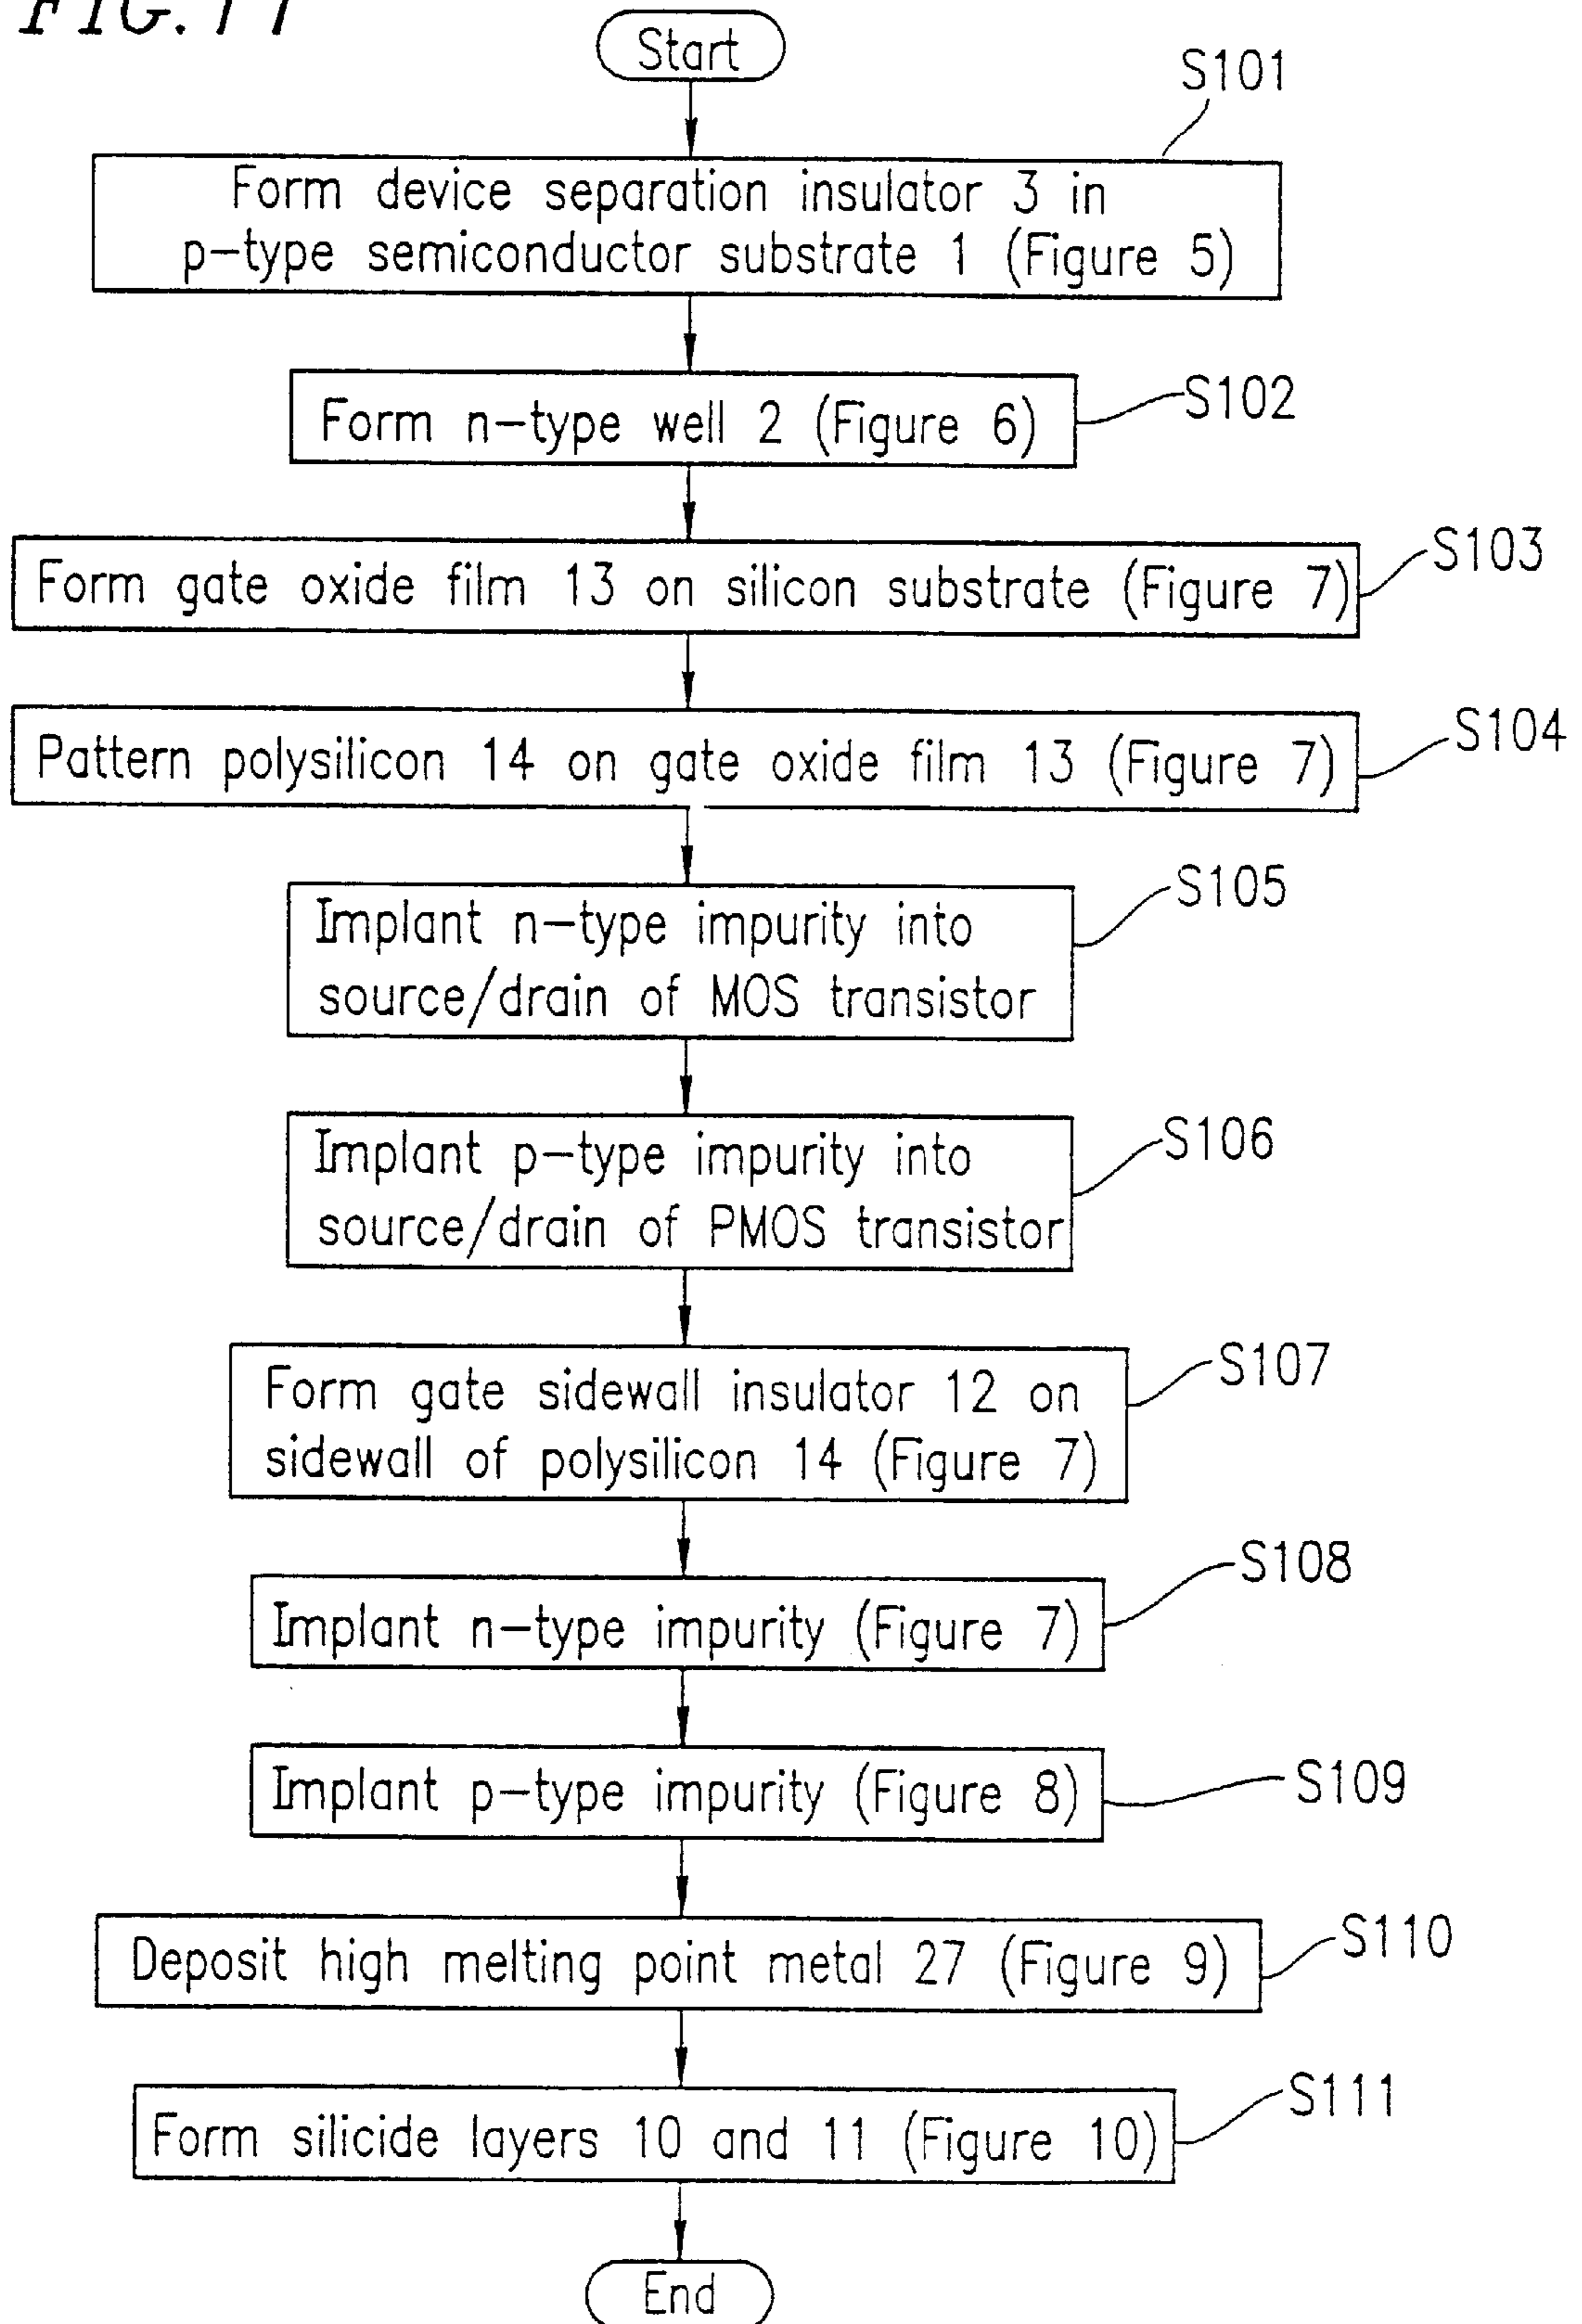 FIG. 11
Start
S101
Form device separation insulator 3 in
p-type semiconductor substrate 1 (Figure 5)
S102
Form n-type well 2 (Figure 6)
S103
Form gate oxide film 13 on silicon substrate (Figure 7)
S104
Pattern polysilicon 14 on gate oxide film 13 (Figure 7)
S105
Implant n-type impurity into
source/drain of MOS transistor
S106
Implant p-type impurity into
source/drain of PMOS transistor
S107
Form gate sidewall insulator 12 on
sidewall of polysilicon 14 (Figure 7)
S108
Implant n-type impurity (Figure 7)
S109
Implant p-type impurity (Figure 8)
S110
Deposit high melting point metal 27 (Figure 9)
S111
Form silicide layers 10 and 11 (Figure 10)
End